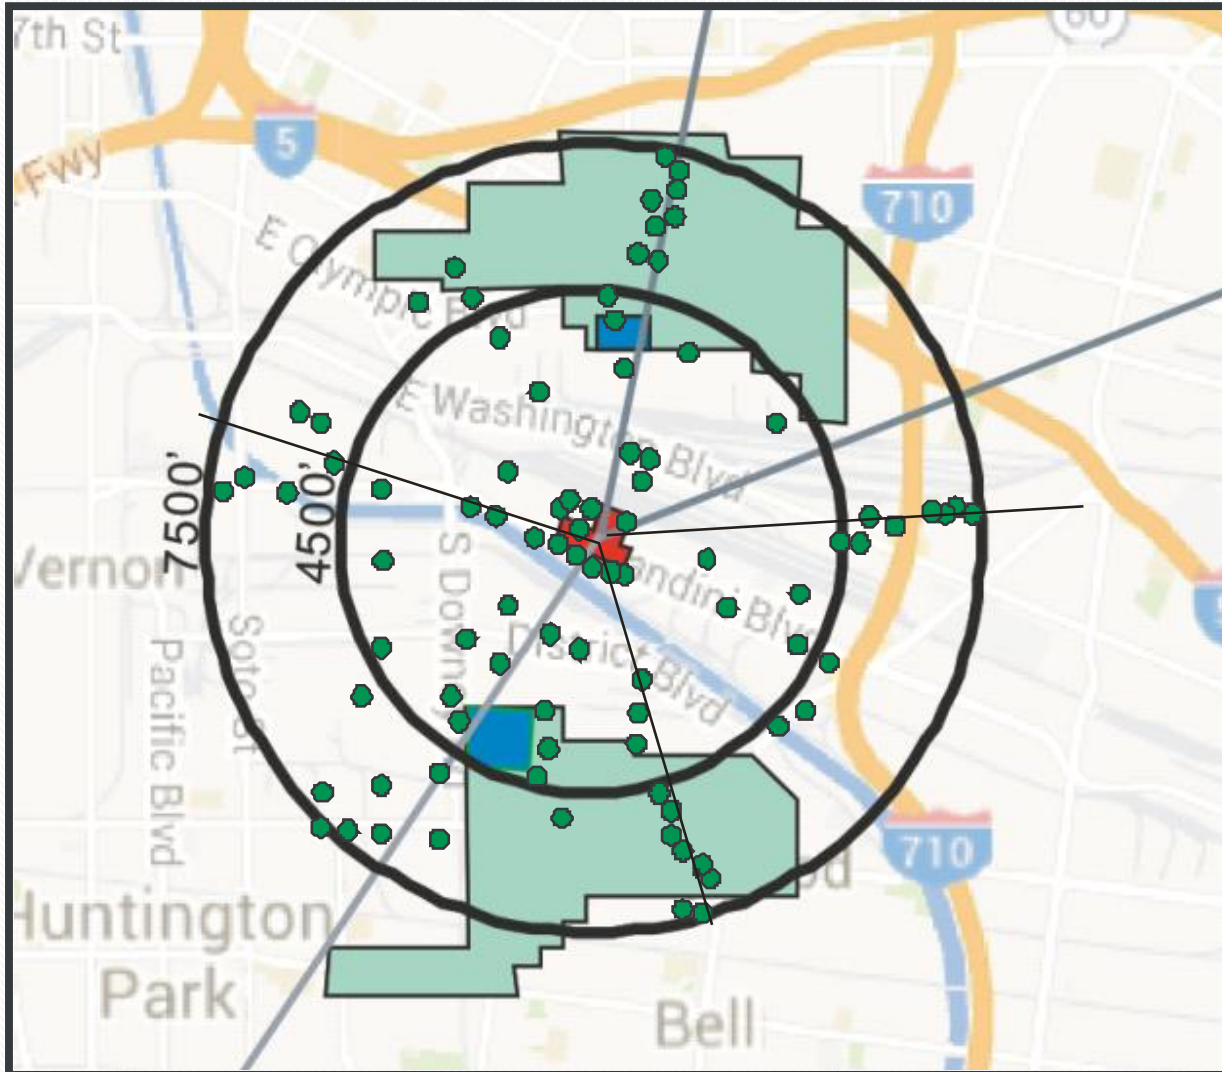 7th St
60
5
Fwy
710
E Olympic Blvd
E Washington Blvd
7500'
4500'
Vernon
S Downey
Bandini Blvd
District Blvd
Soto St
Pacific Blvd
710
Huntington
Park
Bell